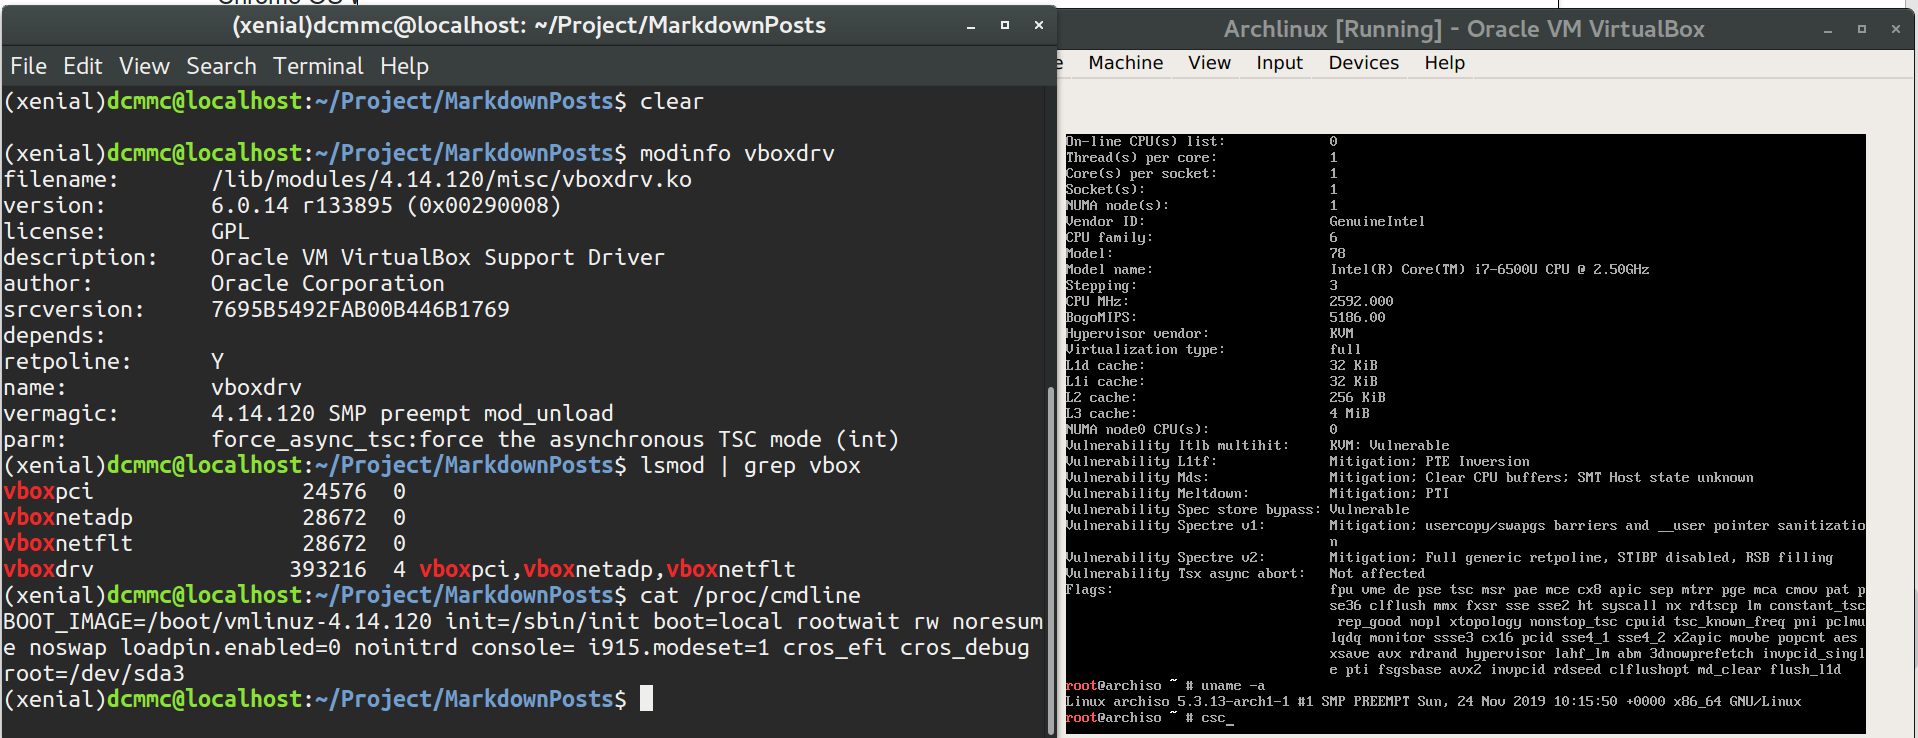 Chrome OS v
(xenial)dcmmc@localhost: ~/Project/MarkdownPosts
File Edit View Search Terminal Help
(xenial)dcmmc@localhost:~/Project/MarkdownPosts$ clear
(xenial)dcmmc@localhost:~/Project/MarkdownPosts$ modinfo vboxdrv
filename: /lib/modules/4.14.120/misc/vboxdrv.ko
version: 6.0.14 r133895 (0x00290008)
license: GPL
description: Oracle VM VirtualBox Support Driver
author: Oracle Corporation
srcversion: 7695B5492FAB00B446B1769
depends:
retpoline: Y
name: vboxdrv
vermagic: 4.14.120 SMP preempt mod_unload
parm: force_async_tsc:force the asynchronous TSC mode (int)
(xenial)dcmmc@localhost:~/Project/MarkdownPosts$ lsmod | grep vbox
vboxpci 24576 0
vboxnetadp 28672 0
vboxnetflt 28672 0
vboxdrv 393216 4 vboxpci,vboxnetadp,vboxnetflt
(xenial)dcmmc@localhost:~/Project/MarkdownPosts$ cat /proc/cmdline
BOOT_IMAGE=/boot/vmlinuz-4.14.120 init=/sbin/init boot=local rootwait rw noresum
e noswap loadpin.enabled=0 noinitrd console= i915.modeset=1 cros_efi cros_debug
root=/dev/sda3
(xenial)dcmmc@localhost:~/Project/MarkdownPosts$
Archlinux [Running] - Oracle VM VirtualBox
e Machine View Input Devices Help
On-line CPU(s) list: 0
Thread(s) per core: 1
Core(s) per socket: 1
Socket(s): 1
NUMA node(s): 1
Vendor ID: GenuineIntel
CPU family: 6
Model: 78
Model name: Intel(R) Core(TM) i7-6500U CPU @ 2.50GHz
Stepping: 3
CPU MHz: 2592.000
BogoMIPS: 5186.00
Hypervisor vendor: KVM
Virtualization type: full
L1d cache: 32 KiB
L1i cache: 32 KiB
L2 cache: 256 KiB
L3 cache: 4 MiB
NUMA node0 CPU(s): 0
Vulnerability Itlb multihit: KVM: Vulnerable
Vulnerability L1tf: Mitigation; PTE Inversion
Vulnerability Mds: Mitigation; Clear CPU buffers; SMT Host state unknown
Vulnerability Meltdown: Mitigation; PTI
Vulnerability Spec store bypass: Vulnerable
Vulnerability Spectre v1: Mitigation; usercopy/swapgs barriers and __user pointer sanitizatio
n
Vulnerability Spectre v2: Mitigation; Full generic retpoline, STIBP disabled, RSB filling
Vulnerability Tsx async abort: Not affected
Flags: fpu vme de pse tsc msr pae mce cx8 apic sep mtrr pge mca cmov pat p
se36 clflush mmx fxsr sse sse2 ht syscall nx rdtscp lm constant_tsc
rep_good nopl xtopology nonstop_tsc cpuid tsc_known_freq pni pclmu
lqdq monitor ssse3 cx16 pcid sse4_1 sse4_2 x2apic movbe popcnt aes
xsave avx rdrand hypervisor lahf_lm abm 3dnowprefetch invpcid_singl
e pti fsgsbase avx2 invpcid rdseed clflushopt md_clear flush_l1d
root@archiso ~ # uname -a
Linux archiso 5.3.13-arch1-1 #1 SMP PREEMPT Sun, 24 Nov 2019 10:15:50 +0000 x86_64 GNU/Linux
root@archiso ~ # csc_